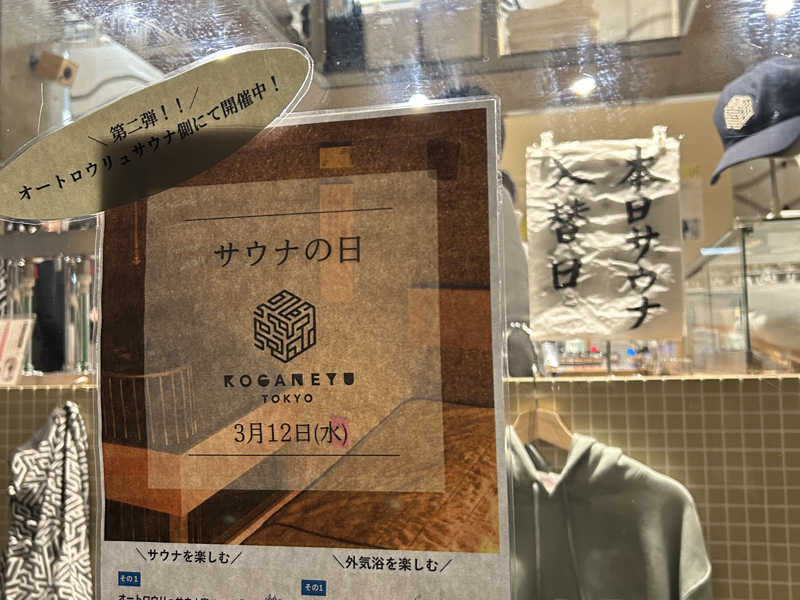 ＼第二弾！！／
オートロウリュサウナ側にて開催中！
サウナの日
KOGANEYU
TOKYO
3月12日(水)
＼サウナを楽しむ／
＼外気浴を楽しむ／
その1
その1
本日サウナ
入替日